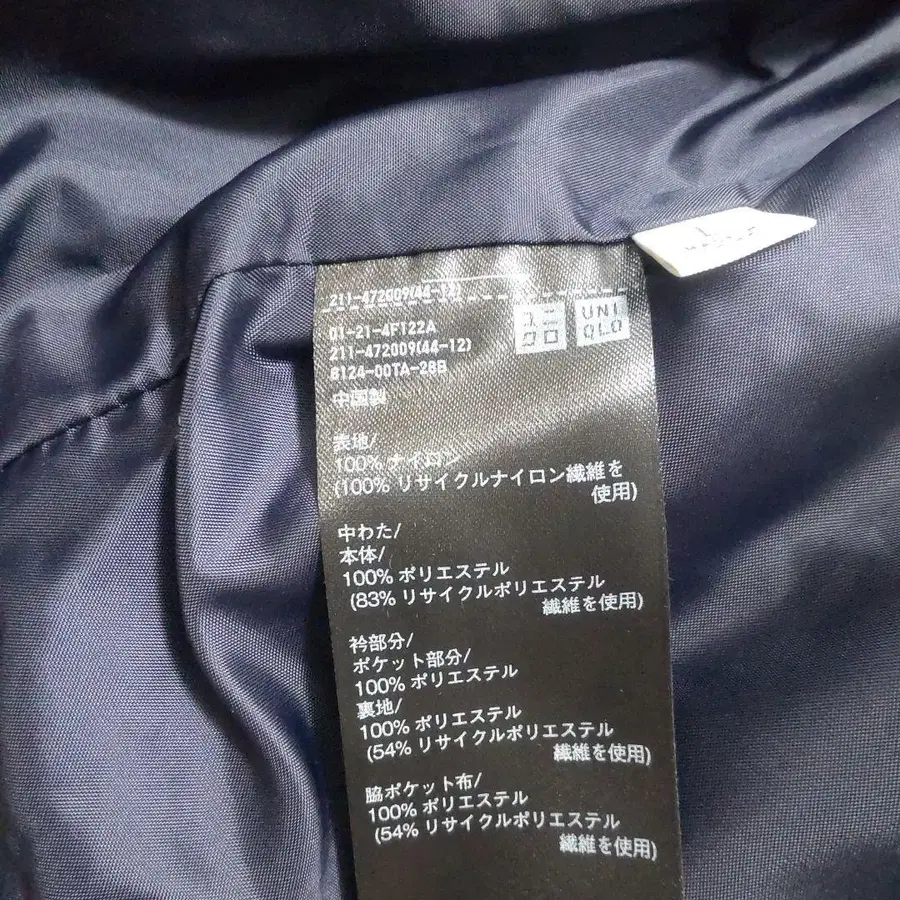 211-472009(44-12)
01-21-4F122A
211-472009(44-12)
8124-00TA-28B
中国製
ユニ
クロ
UNI
QLO
表地/
100% ナイロン
(100% リサイクルナイロン繊維を
使用)
中わた/
本体/
100% ポリエステル
(83% リサイクルポリエステル
繊維を使用)
衿部分/
ポケット部分/
100% ポリエステル
裏地/
100% ポリエステル
(54% リサイクルポリエステル
繊維を使用)
脇ポケット布/
100% ポリエステル
(54% リサイクルポリエステル
繊維を使用)